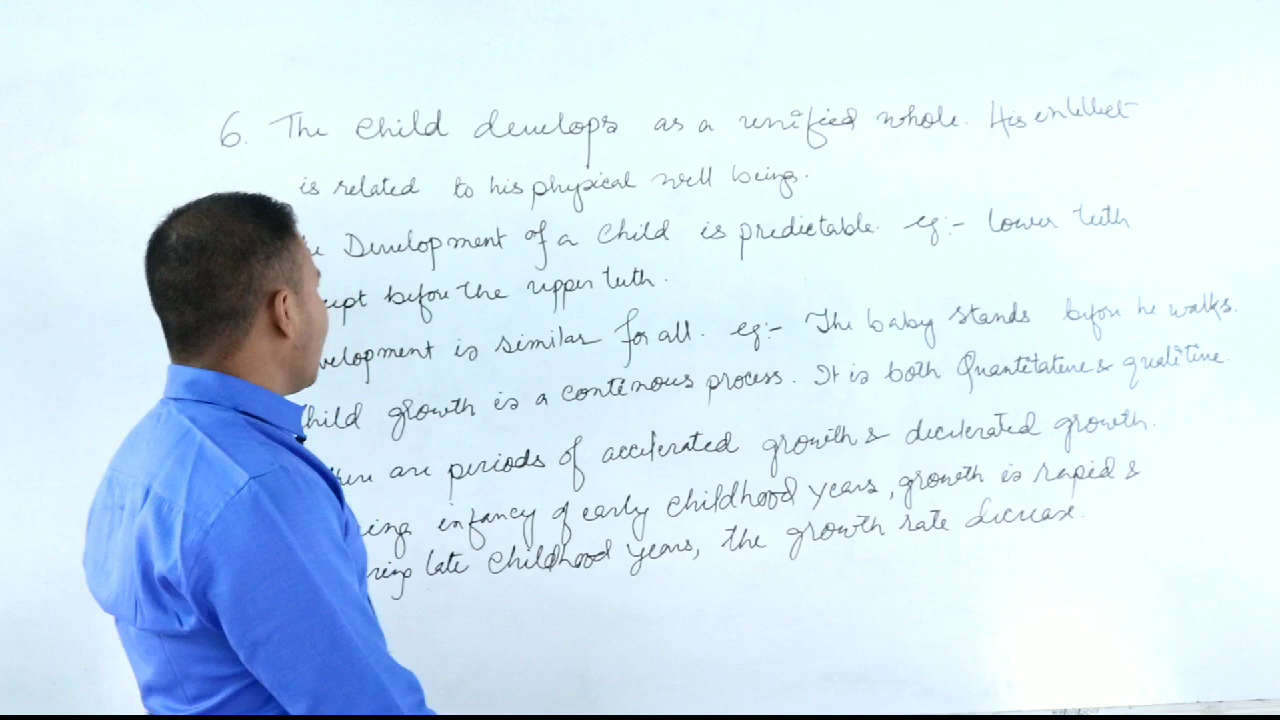 6. The child develops as a unified whole. His intellect
is related to his physical well being.
Development of a child is predictable. eg:- lower teeth
before the upper teeth.
is similar for all. eg:- The baby stands before he walks.
growth is a continous process. It is both Quantitative & qualitive.
are periods of accelerated growth & decelerated growth.
infancy of early childhood years, growth is rapid &
late childhood years, the growth rate decrease.